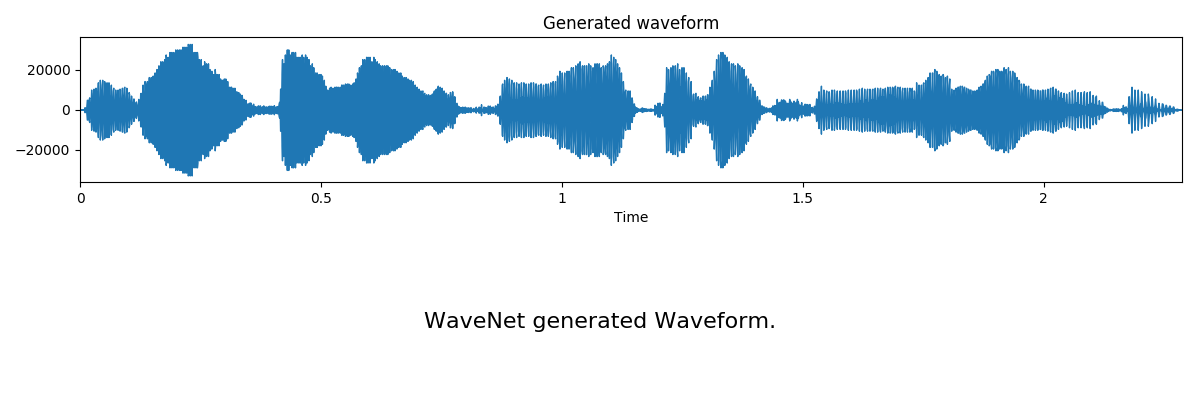 Generated waveform
20000
0
−20000
0 0.5 1 1.5 2
Time
WaveNet generated Waveform.